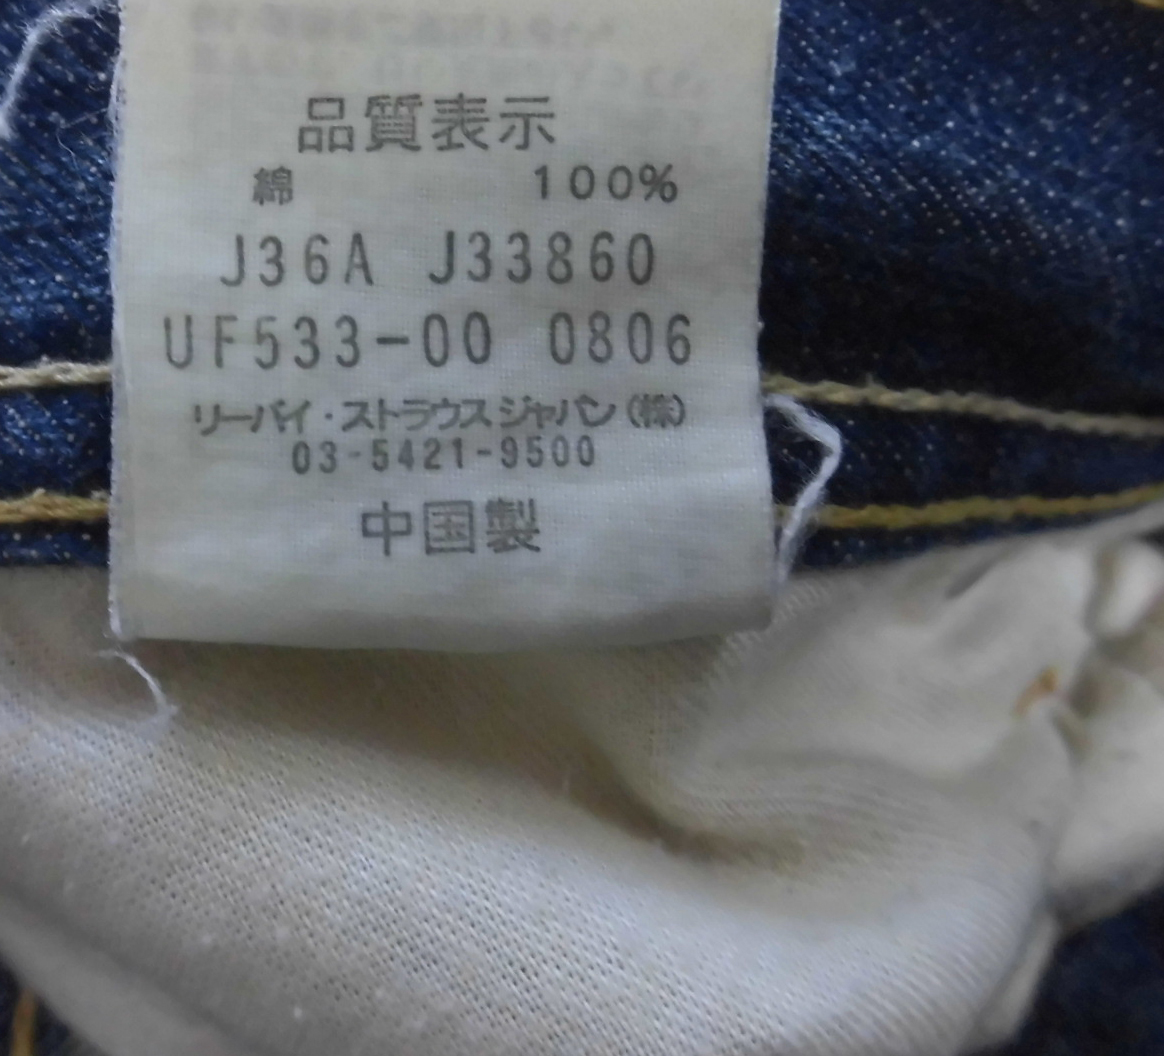 品質表示
綿 100%
J36A J33860
UF533-00 0806
リーバイ・ストラウスジャパン(株)
03-5421-9500
中国製